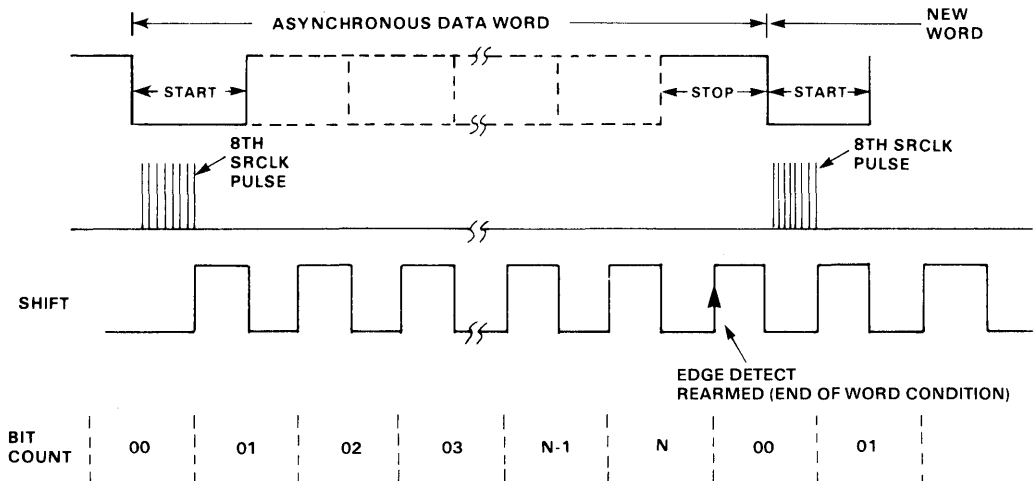 ASYNCHRONOUS DATA WORD
NEW
WORD
START
STOP
START
8TH
SRCLK
PULSE
8TH SRCLK
PULSE
SHIFT
EDGE DETECT
REARMED (END OF WORD CONDITION)
BIT
COUNT
00 01 02 03 N-1 N 00 01